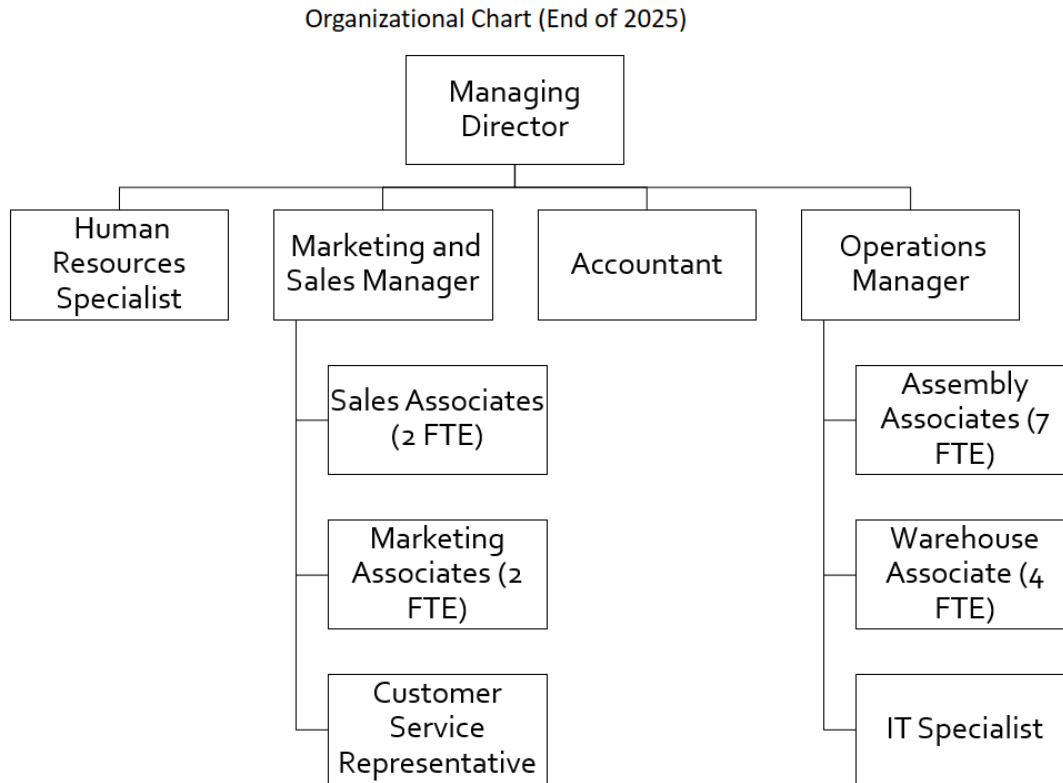 Organizational Chart (End of 2025)
Managing
Director
Human
Resources
Specialist
Marketing and
Sales Manager
Accountant
Operations
Manager
Sales Associates
(2 FTE)
Marketing
Associates (2
FTE)
Customer
Service
Representative
Assembly
Associates (7
FTE)
Warehouse
Associate (4
FTE)
IT Specialist